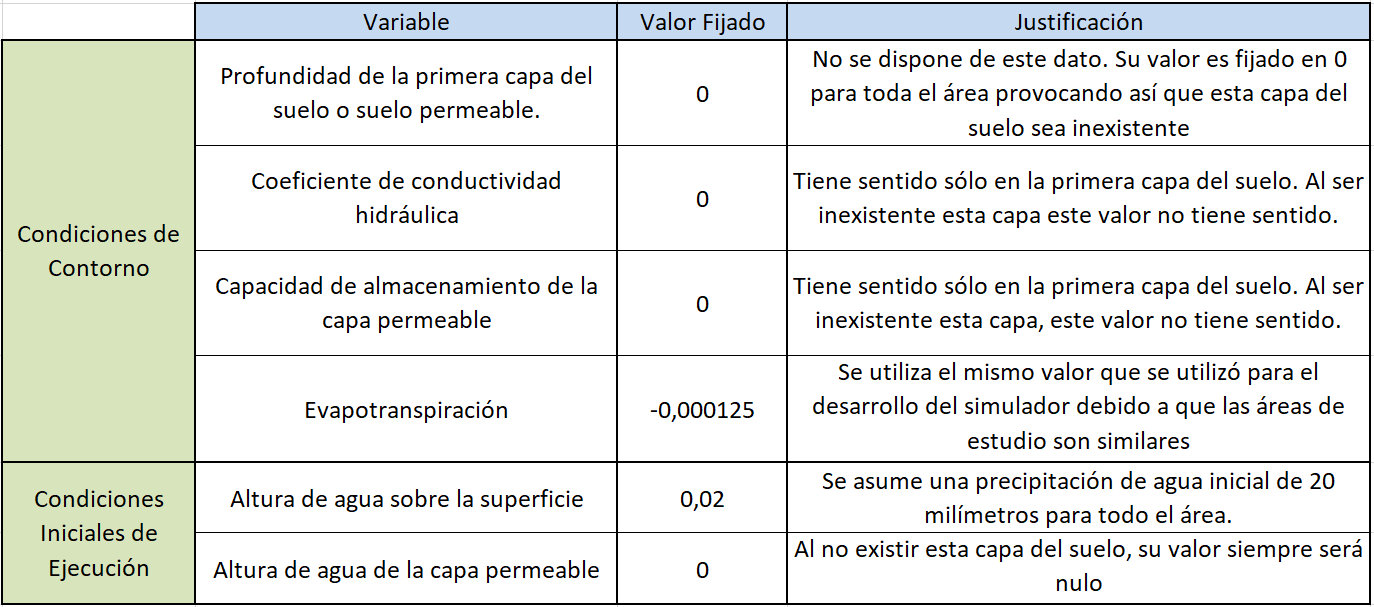 Variable
Valor Fijado
Justificación
Condiciones de
Contorno
Profundidad de la primera capa del
suelo o suelo permeable.
0
No se dispone de este dato. Su valor es fijado en 0
para toda el área provocando así que esta capa del
suelo sea inexistente
Coeficiente de conductividad
hidráulica
0
Tiene sentido sólo en la primera capa del suelo. Al ser
inexistente esta capa este valor no tiene sentido.
Capacidad de almacenamiento de la
capa permeable
0
Tiene sentido sólo en la primera capa del suelo. Al ser
inexistente esta capa, este valor no tiene sentido.
Evapotranspiración
-0,000125
Se utiliza el mismo valor que se utilizó para el
desarrollo del simulador debido a que las áreas de
estudio son similares
Condiciones
Iniciales de
Ejecución
Altura de agua sobre la superficie
0,02
Se asume una precipitación de agua inicial de 20
milímetros para todo el área.
Altura de agua de la capa permeable
0
Al no existir esta capa del suelo, su valor siempre será
nulo